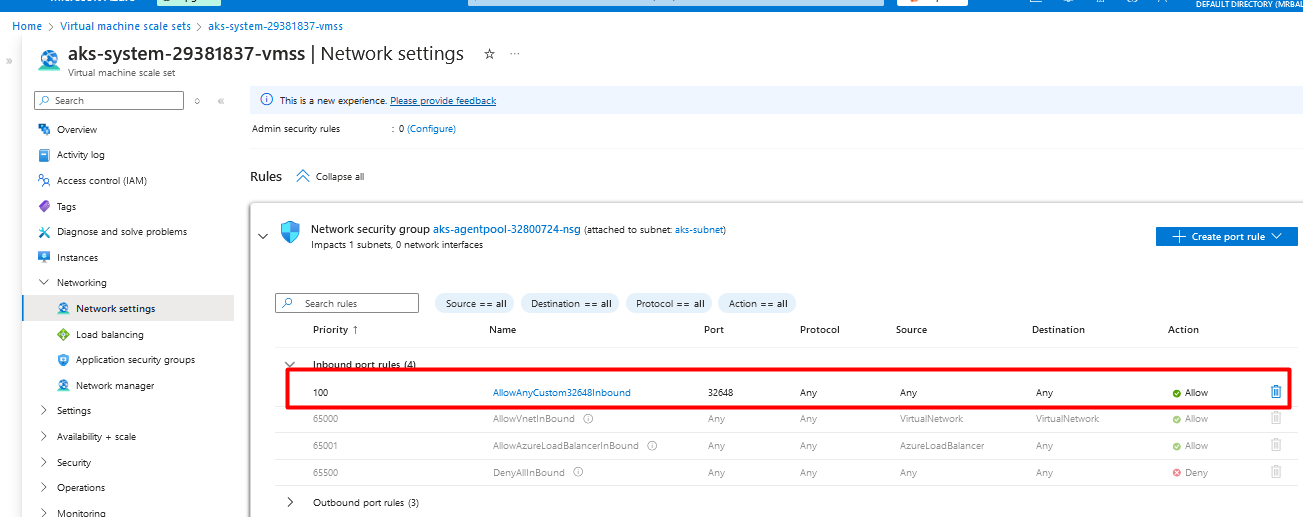 DEFAULT DIRECTORY (MRBAL
Home > Virtual machine scale sets > aks-system-29381837-vmss
aks-system-29381837-vmss | Network settings
Virtual machine scale set
Search
This is a new experience. Please provide feedback
Admin security rules : 0 (Configure)
Overview
Activity log
Access control (IAM)
Tags
Diagnose and solve problems
Instances
Networking
Network settings
Load balancing
Application security groups
Network manager
Settings
Availability + scale
Security
Operations
Monitoring
Rules Collapse all
Network security group aks-agentpool-32800724-nsg (attached to subnet: aks-subnet)
Impacts 1 subnets, 0 network interfaces
Create port rule
Search rules Source == all Destination == all Protocol == all Action == all
Priority ↑ Name Port Protocol Source Destination Action
Inbound port rules (4)
100 AllowAnyCustom32648Inbound 32648 Any Any Any Allow
65000 AllowVnetInBound Any Any VirtualNetwork VirtualNetwork Allow
65001 AllowAzureLoadBalancerInBound Any Any AzureLoadBalancer Any Allow
65500 DenyAllInBound Any Any Any Any Deny
Outbound port rules (3)